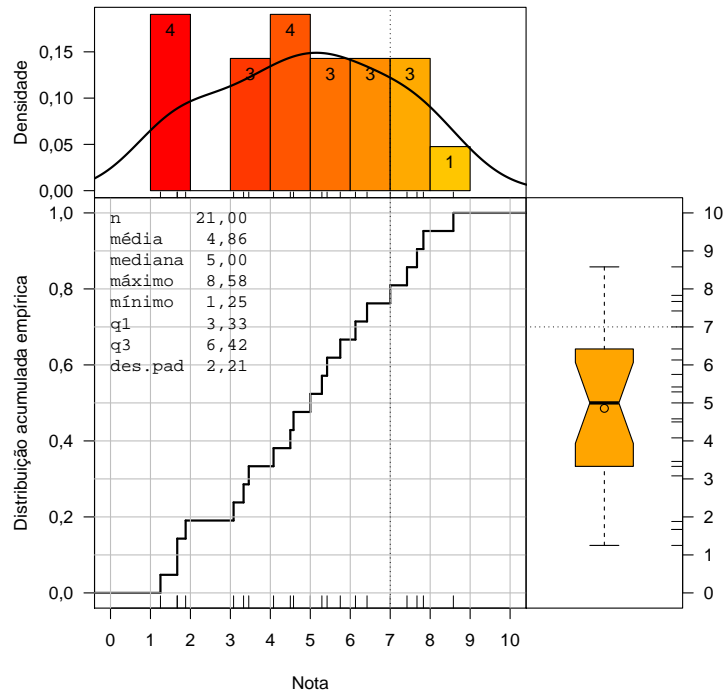 Densidade
0,15
0,10
0,05
0,00
4
3
4
3
3
3
1
Distribuição acumulada empírica
1,0
0,8
0,6
0,4
0,2
0,0
n 21,00
média 4,86
mediana 5,00
máximo 8,58
mínimo 1,25
q1 3,33
q3 6,42
des.pad 2,21
0 1 2 3 4 5 6 7 8 9 10
Nota
10
9
8
7
6
5
4
3
2
1
0